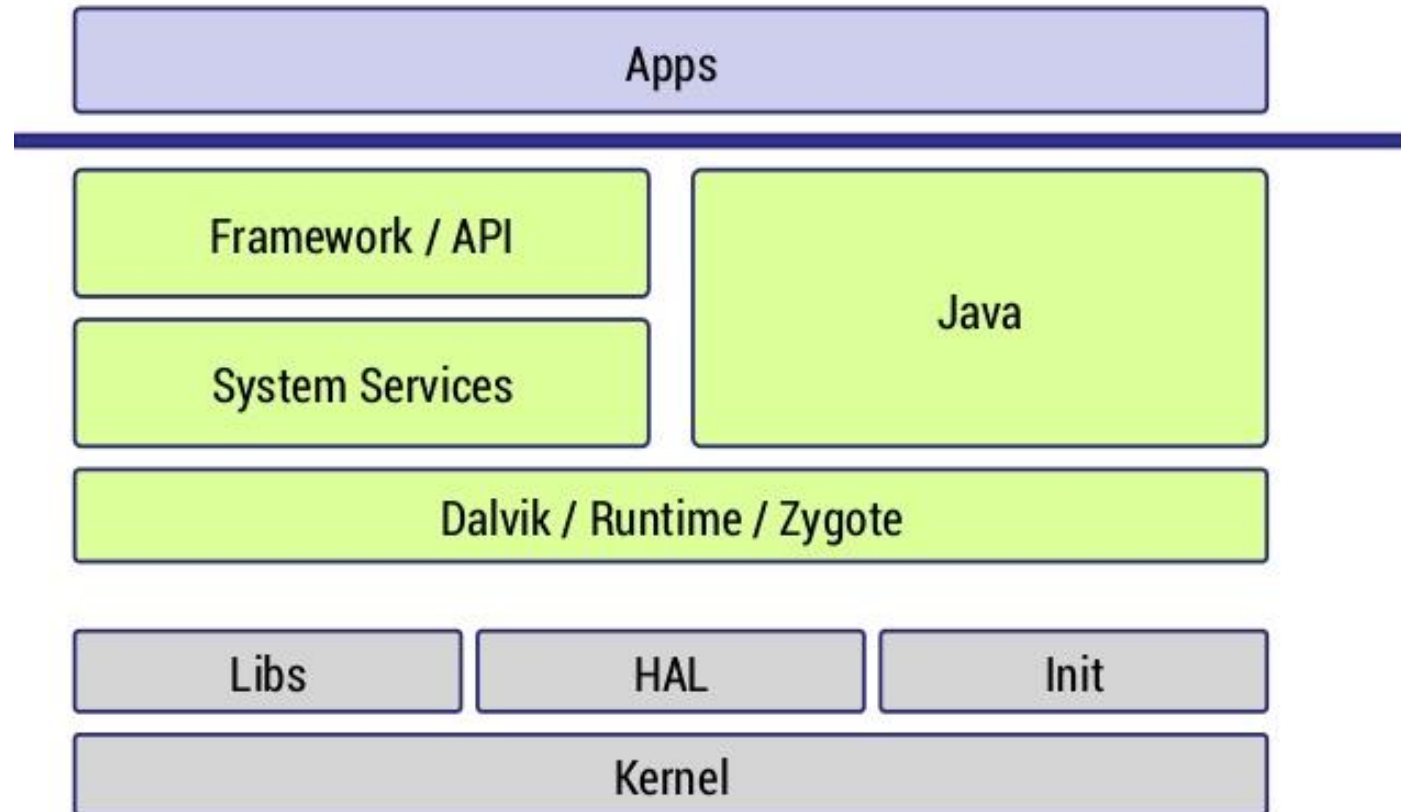 Apps
Framework / API
Java
System Services
Dalvik / Runtime / Zygote
Libs
HAL
Init
Kernel